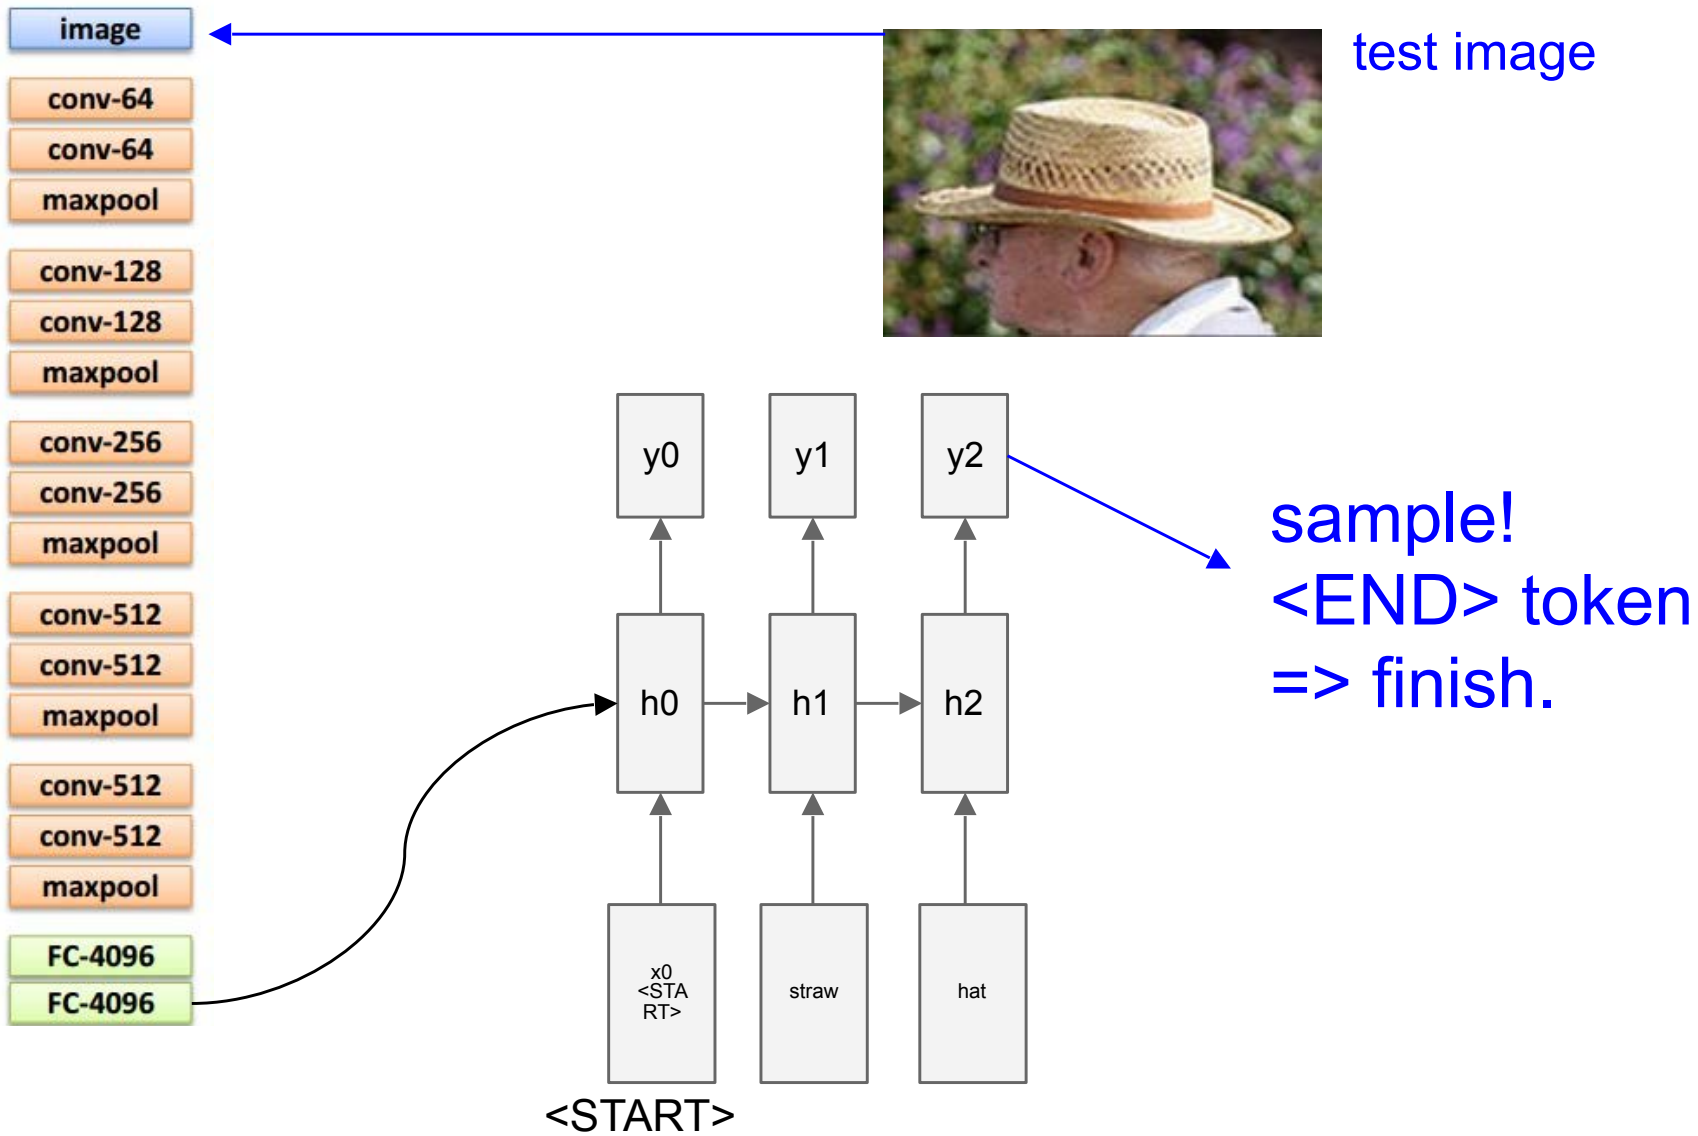 image
conv-64
conv-64
maxpool
conv-128
conv-128
maxpool
conv-256
conv-256
maxpool
conv-512
conv-512
maxpool
conv-512
conv-512
maxpool
FC-4096
FC-4096
test image
y0
y1
y2
sample!
<END> token
=> finish.
h0
h1
h2
x0
<STA
RT>
straw
hat
<START>